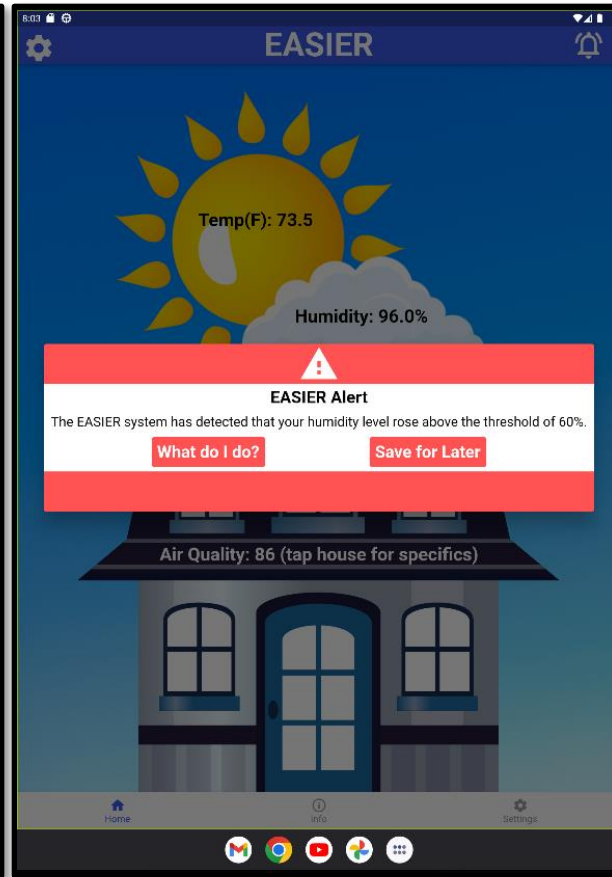 8:03
EASIER
Temp(F): 73.5
Humidity: 96.0%
EASIER Alert
The EASIER system has detected that your humidity level rose above the threshold of 60%.
What do I do? Save for Later
Air Quality: 86 (tap house for specifics)
Home Info Settings